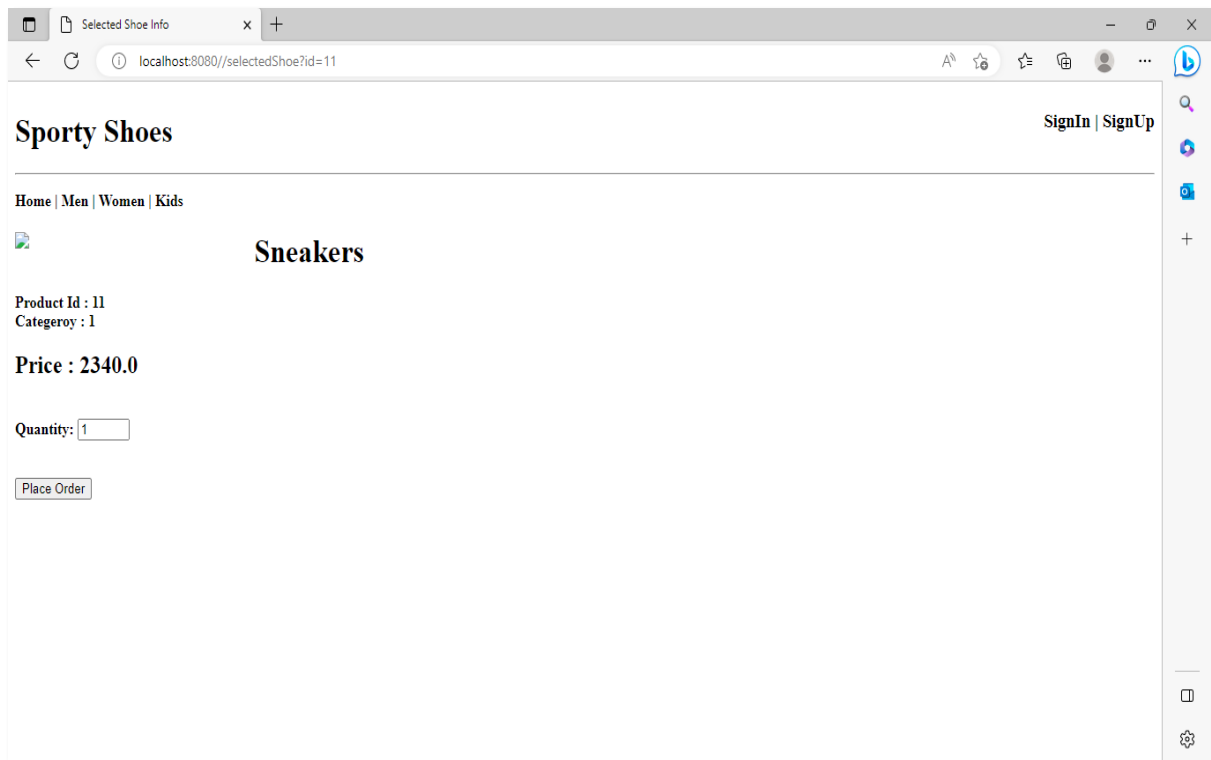 Selected Shoe Info
localhost:8080//selectedShoe?id=11
Sporty Shoes
SignIn | SignUp
Home | Men | Women | Kids
Sneakers
Product Id : 11
Categeroy : 1
Price : 2340.0
Quantity: 1
Place Order